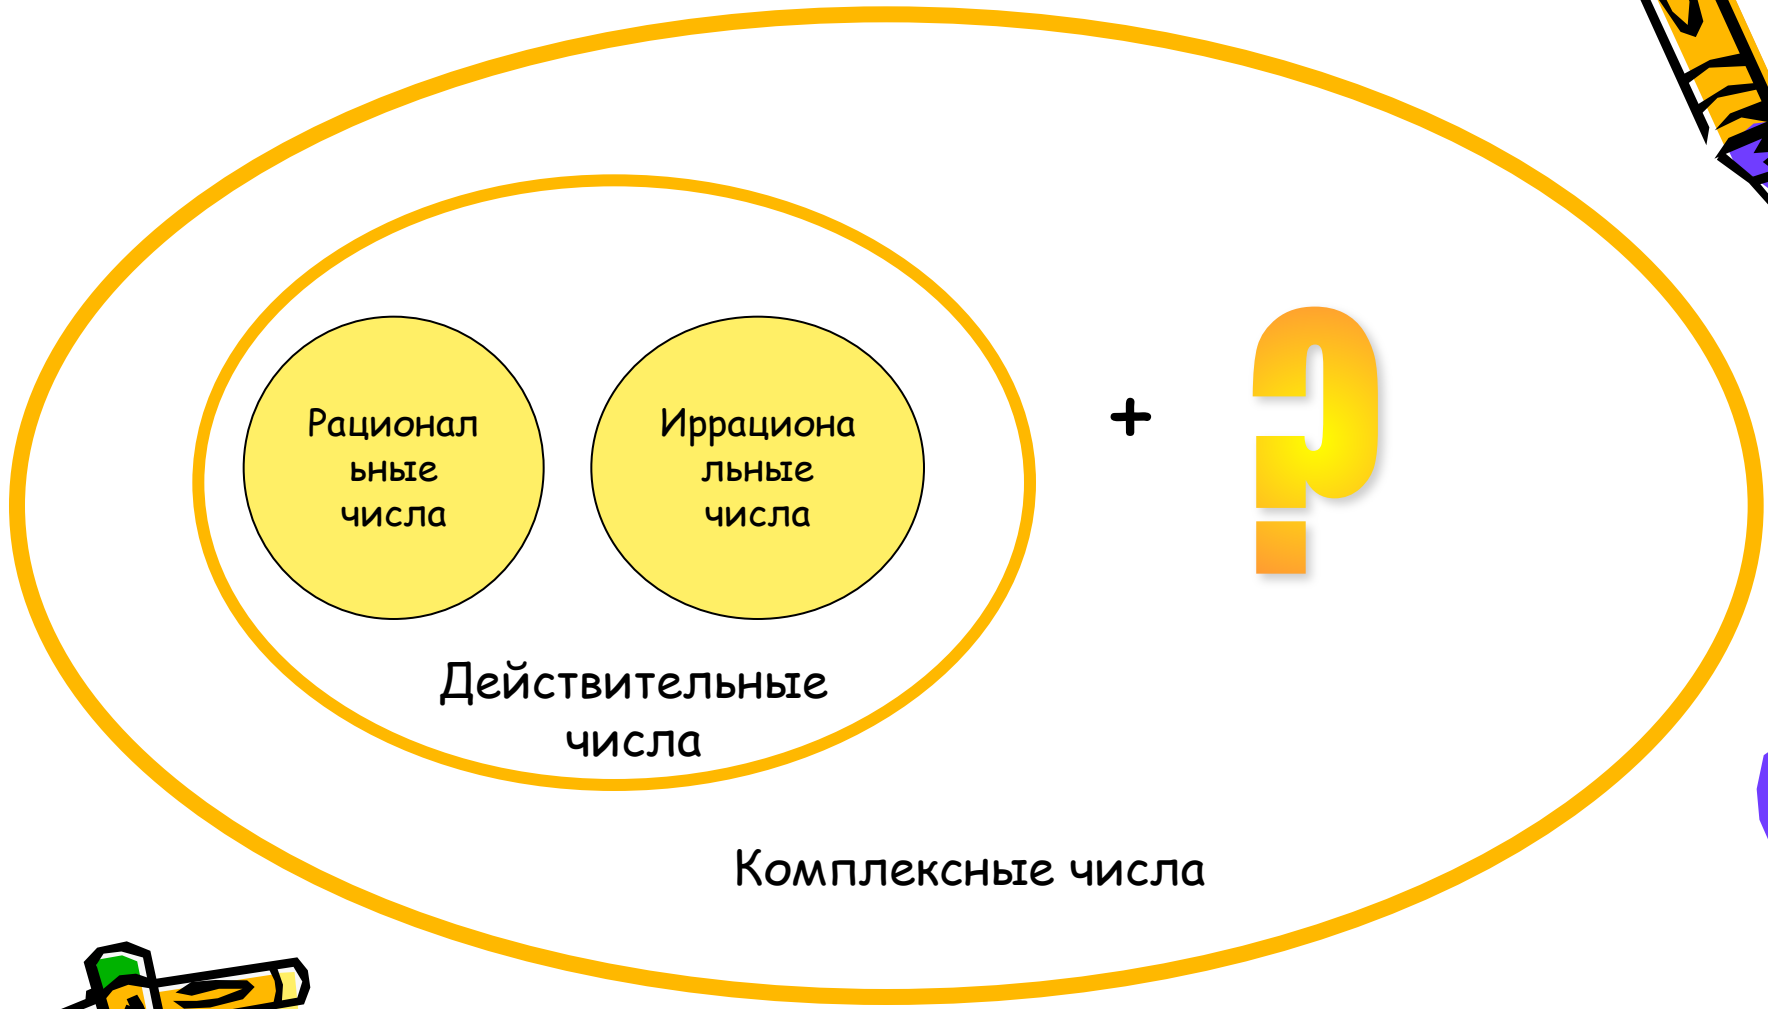 Рационал
ьные
числа
Иррациона
льные
числа
+
?
Действительные
числа
Комплексные числа